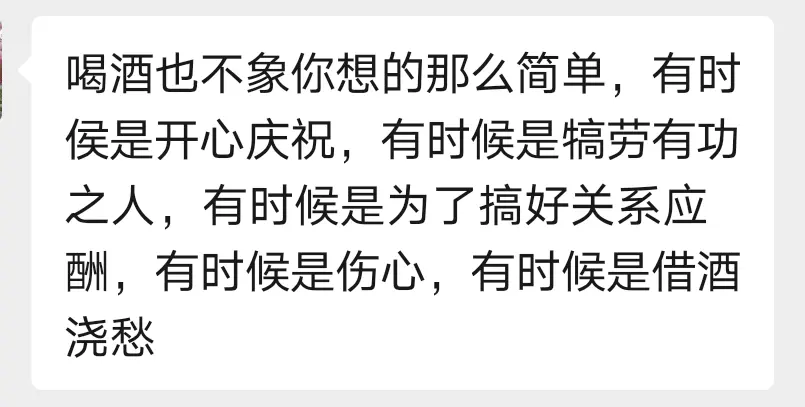 喝酒也不象你想的那么简单，有时
侯是开心庆祝，有时候是犒劳有功
之人，有时候是为了搞好关系应
酬，有时候是伤心，有时候是借酒
浇愁